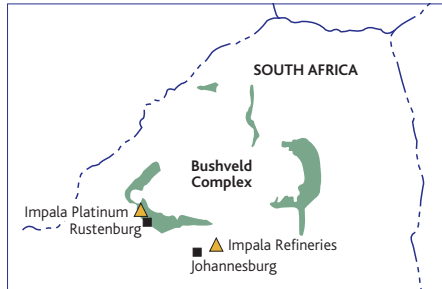 SOUTH AFRICA
Bushveld
Complex
Impala Platinum
Rustenburg
Impala Refineries
Johannesburg